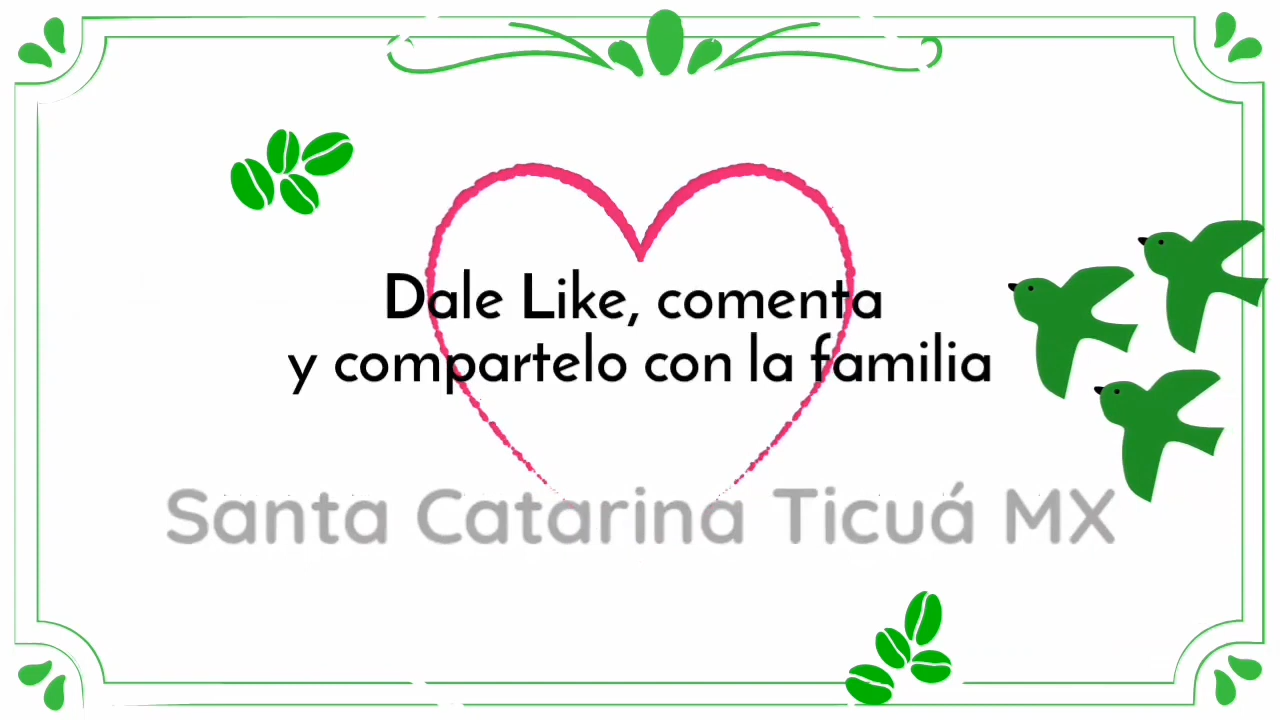 Dale Like, comenta
y compartelo con la familia
Santa Catarina Ticuá MX